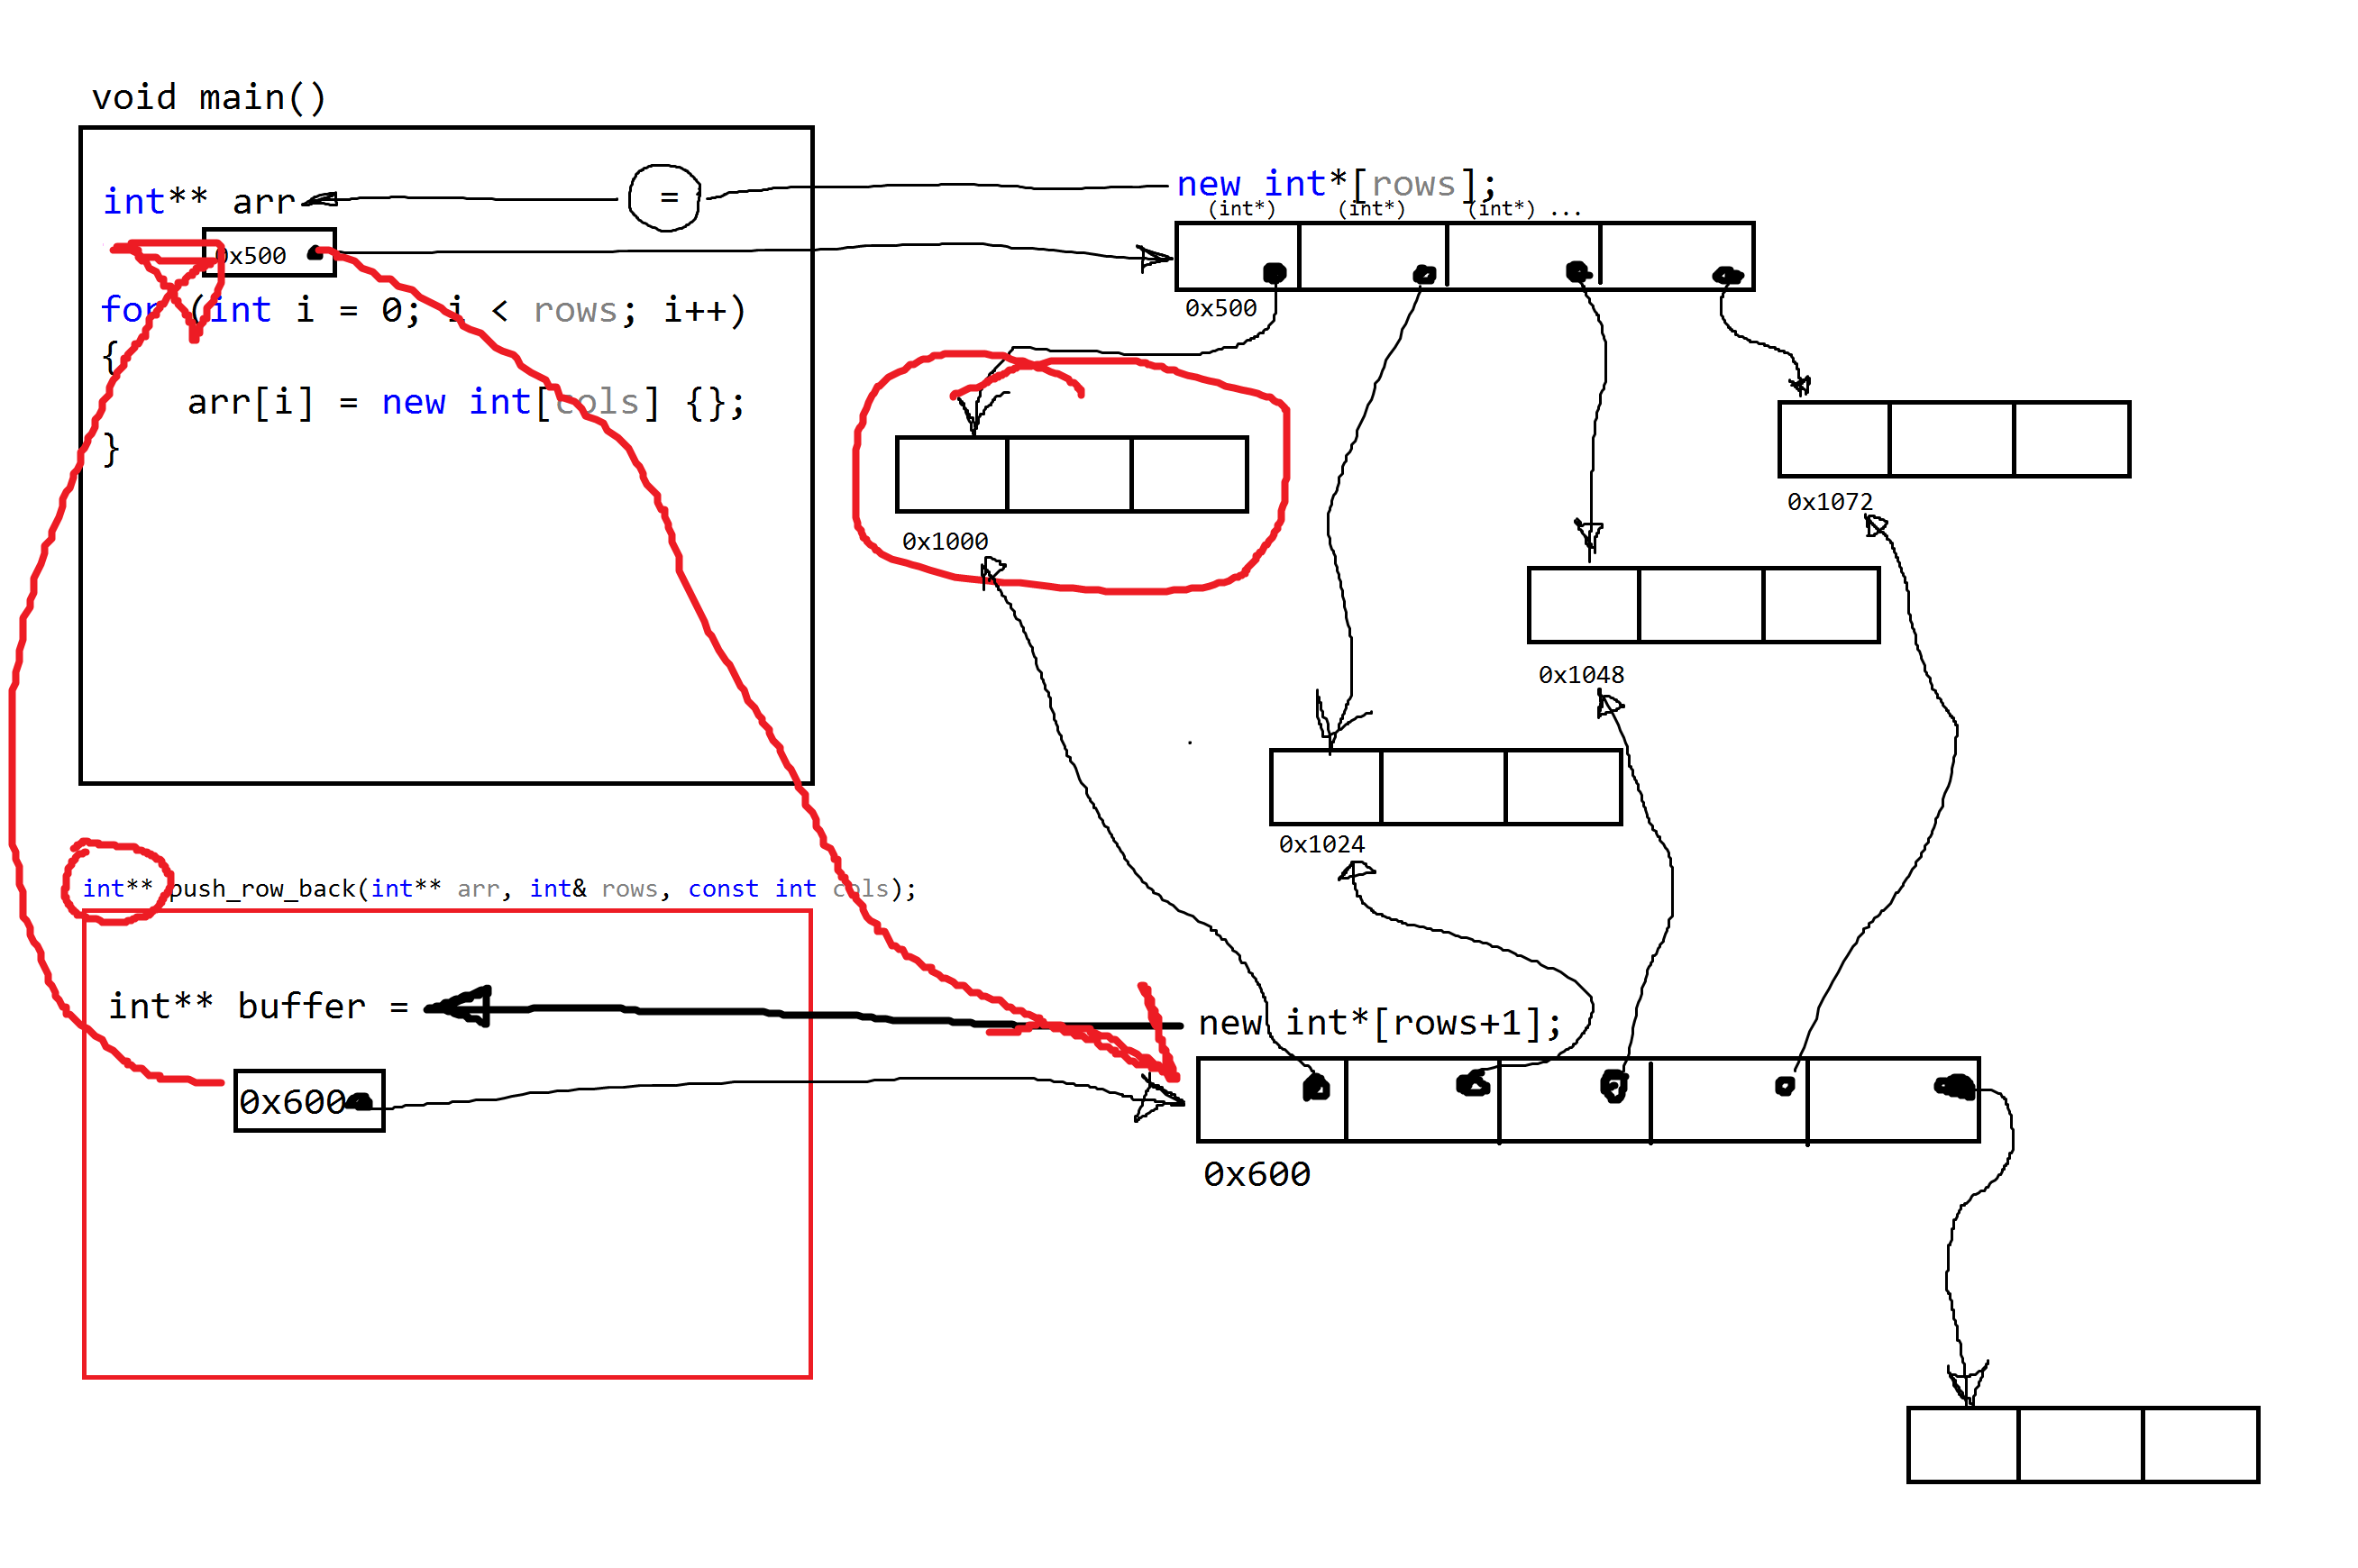 void main()
int** arr
=
new int*[rows];
(int*) (int*) (int*) ...
0x500
0x500
for (int i = 0; i < rows; i++)
{
arr[i] = new int[cols] {};
}
0x1000
0x1072
0x1048
0x1024
int** push_row_back(int** arr, int& rows, const int cols);
int** buffer =
new int*[rows+1];
0x600
0x600